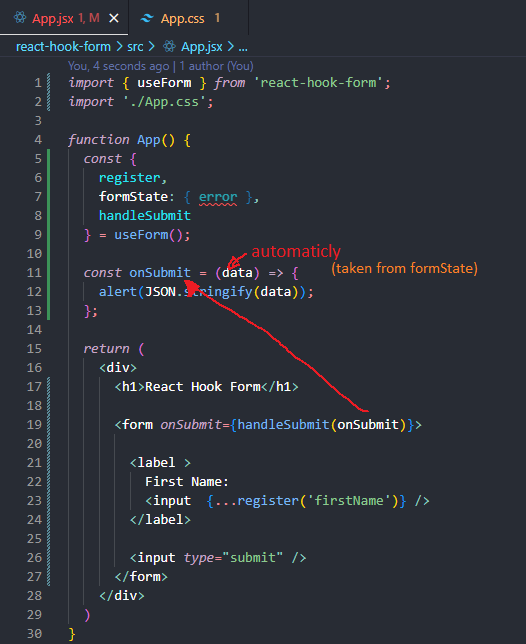 App.jsx 1, M
App.css 1
react-hook-form > src > App.jsx > ...
You, 4 seconds ago | 1 author (You)
1 import { useForm } from 'react-hook-form';
2 import './App.css';
3
4 function App() {
5 const {
6 register,
7 formState: { error },
8 handleSubmit
9 } = useForm();
10
automaticly
11 const onSubmit = (data) => {
(taken from formState)
12 alert(JSON.stringify(data));
13 };
14
15 return (
16 <div>
17 <h1>React Hook Form</h1>
18
19 <form onSubmit={handleSubmit(onSubmit)}>
20
21 <label >
22 First Name:
23 <input {...register('firstName')} />
24 </label>
25
26 <input type="submit" />
27 </form>
28 </div>
29 )
30 }